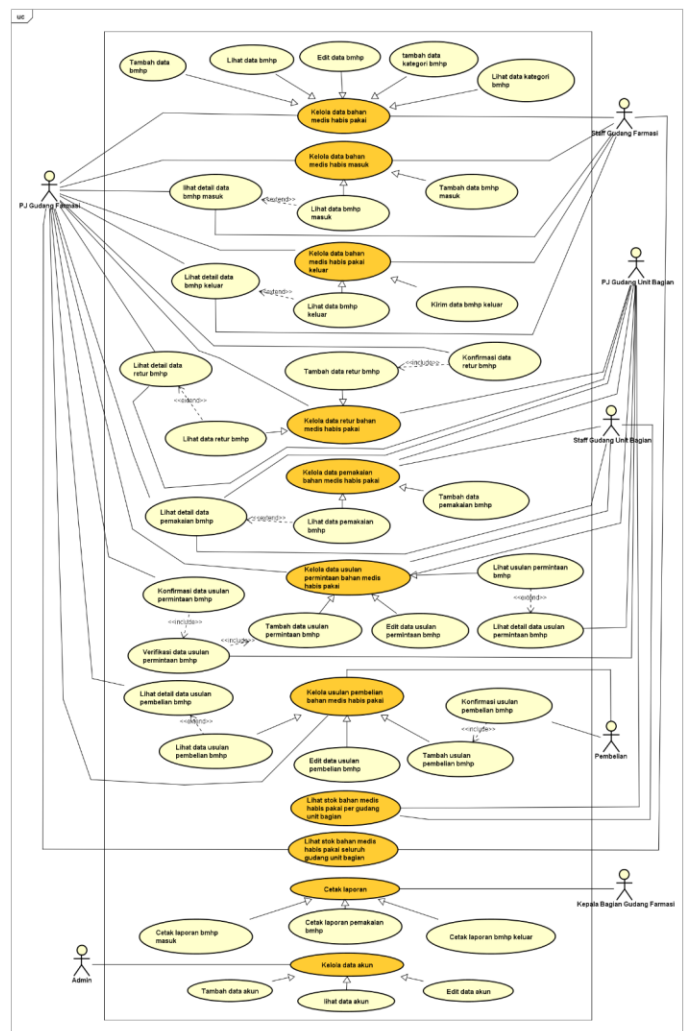 uc
Tambah data
bmhp
Lihat data bmhp
Edit data
bmhp
tambah data
kategori bmhp
Lihat data kategori
bmhp
Kelola data bahan
medis habis pakai
Staff Gudang Farmasi
Kelola data bahan
medis habis masuk
PJ Gudang Farmasi
lihat detail data
bmhp masuk
<<extend>>
Lihat data bmhp
masuk
Tambah data bmhp
masuk
Kelola data bahan
medis habis pakai
keluar
Lihat detail data
bmhp keluar
<<extend>>
Lihat data bmhp
keluar
Kirim data bmhp keluar
PJ Gudang Unit Bagian
Lihat detail data
retur bmhp
Tambah data retur bmhp
<<include>>
Konfirmasi data
retur bmhp
<<extend>>
Lihat data retur bmhp
Kelola data retur bahan
medis habis pakai
Staff Gudang Unit Bagian
Kelola data pemakaian
bahan medis habis pakai
Lihat detail data
pemakaian bmhp
<<extend>>
Lihat data pemakaian
bmhp
Tambah data
pemakaian bmhp
Kelola data usulan
permintaan bahan medis
habis pakai
Lihat usulan permintaan
bmhp
Konfirmasi data usulan
permintaan bmhp
<<include>>
<<extend>>
Tambah data usulan
permintaan bmhp
Edit data usulan
permintaan bmhp
Lihat detail data usulan
permintaan bmhp
Verifikasi data usulan
permintaan bmhp
<<include>>
Lihat detail data usulan
pembelian bmhp
Kelola usulan pembelian
bahan medis habis pakai
Konfirmasi usulan
pembelian bmhp
<<extend>>
<<include>>
Lihat data usulan
pembelian bmhp
Edit data usulan
pembelian bmhp
Tambah usulan
pembelian bmhp
Pembelian
Lihat stok bahan medis
habis pakai per gudang
unit bagian
Lihat stok bahan medis
habis pakai seluruh
gudang unit bagian
Cetak laporan
Kepala Bagian Gudang Farmasi
Cetak laporan bmhp
masuk
Cetak laporan pemakaian
bmhp
Cetak laporan bmhp keluar
Admin
Kelola data akun
Tambah data akun
lihat data akun
Edit data akun